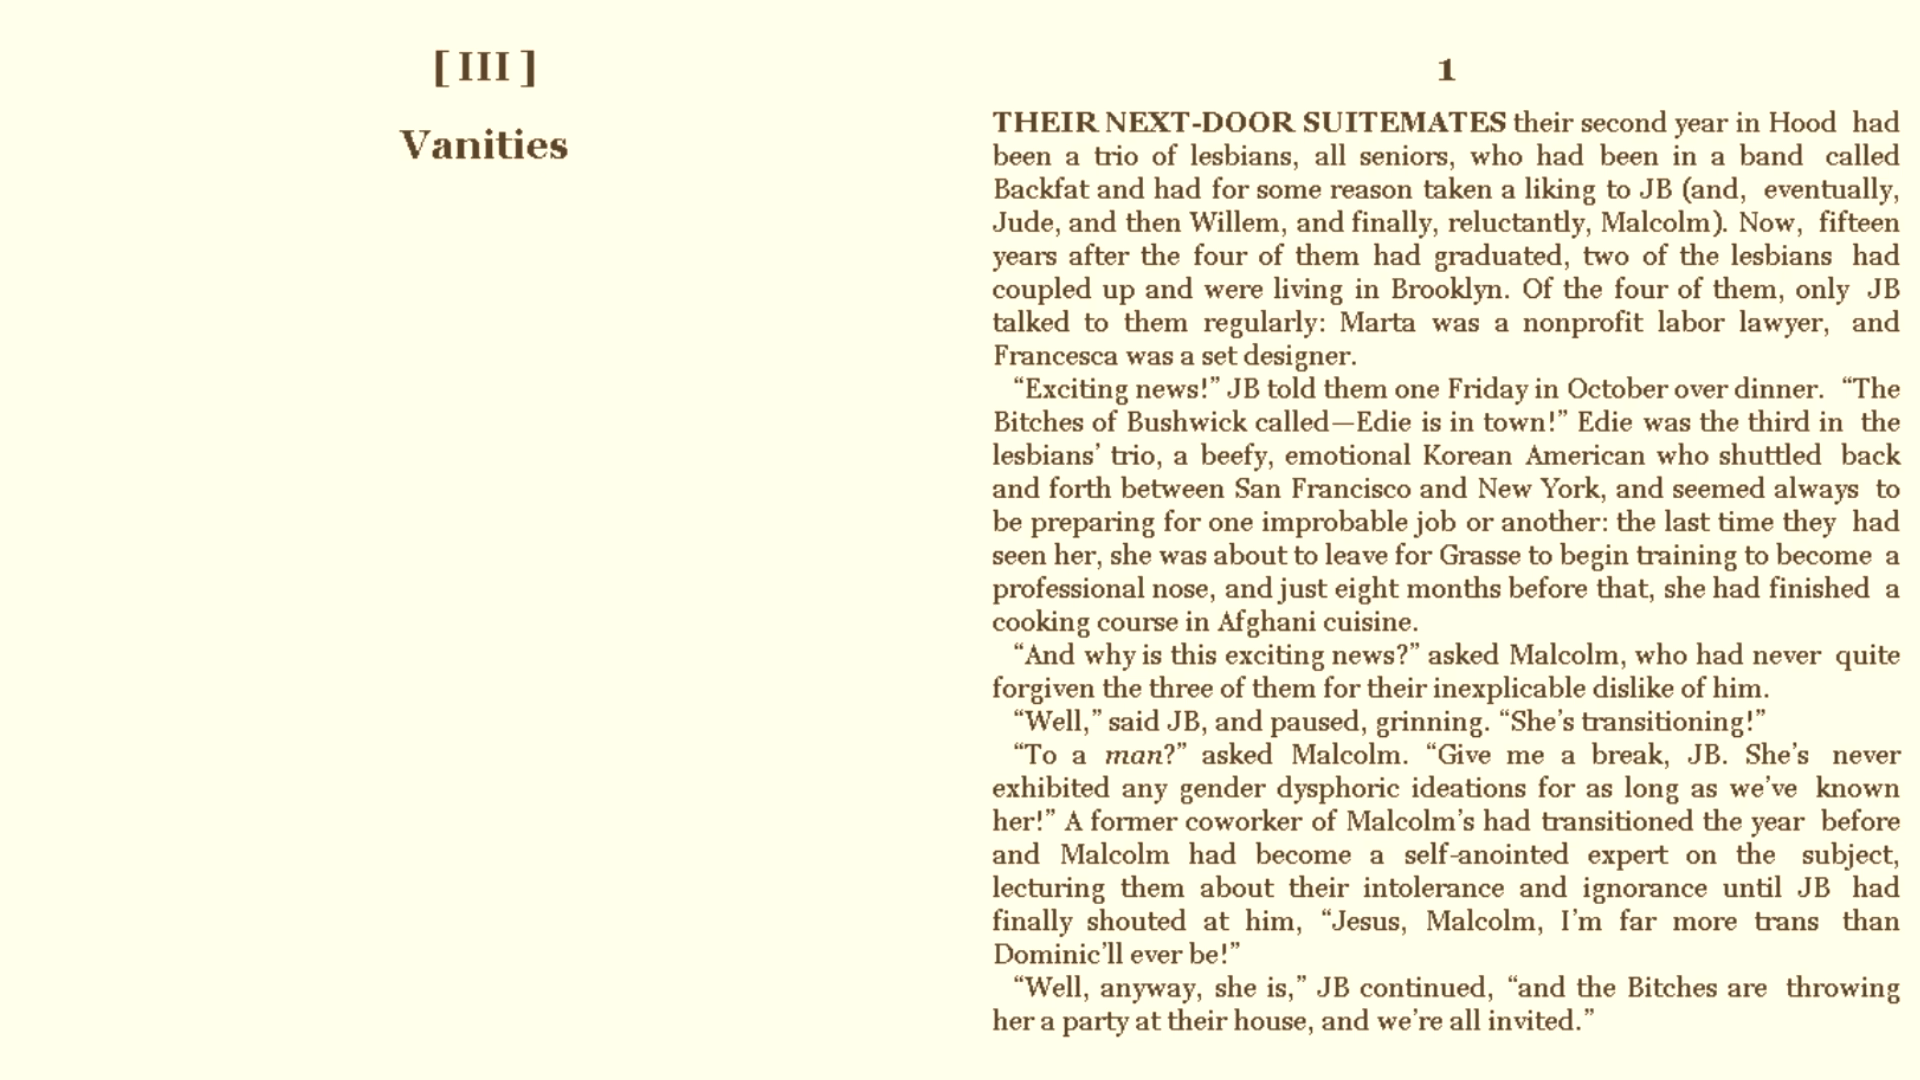 [ III ]
Vanities
1
THEIR NEXT-DOOR SUITEMATES their second year in Hood had
been a trio of lesbians, all seniors, who had been in a band called
Backfat and had for some reason taken a liking to JB (and, eventually,
Jude, and then Willem, and finally, reluctantly, Malcolm). Now, fifteen
years after the four of them had graduated, two of the lesbians had
coupled up and were living in Brooklyn. Of the four of them, only JB
talked to them regularly: Marta was a nonprofit labor lawyer, and
Francesca was a set designer.
“Exciting news!” JB told them one Friday in October over dinner. “The
Bitches of Bushwick called—Edie is in town!” Edie was the third in the
lesbians’ trio, a beefy, emotional Korean American who shuttled back
and forth between San Francisco and New York, and seemed always to
be preparing for one improbable job or another: the last time they had
seen her, she was about to leave for Grasse to begin training to become a
professional nose, and just eight months before that, she had finished a
cooking course in Afghani cuisine.
“And why is this exciting news?” asked Malcolm, who had never quite
forgiven the three of them for their inexplicable dislike of him.
“Well,” said JB, and paused, grinning. “She’s transitioning!”
“To a man?” asked Malcolm. “Give me a break, JB. She’s never
exhibited any gender dysphoric ideations for as long as we’ve known
her!” A former coworker of Malcolm’s had transitioned the year before
and Malcolm had become a self-anointed expert on the subject,
lecturing them about their intolerance and ignorance until JB had
finally shouted at him, “Jesus, Malcolm, I’m far more trans than
Dominic’ll ever be!”
“Well, anyway, she is,” JB continued, “and the Bitches are throwing
her a party at their house, and we’re all invited.”